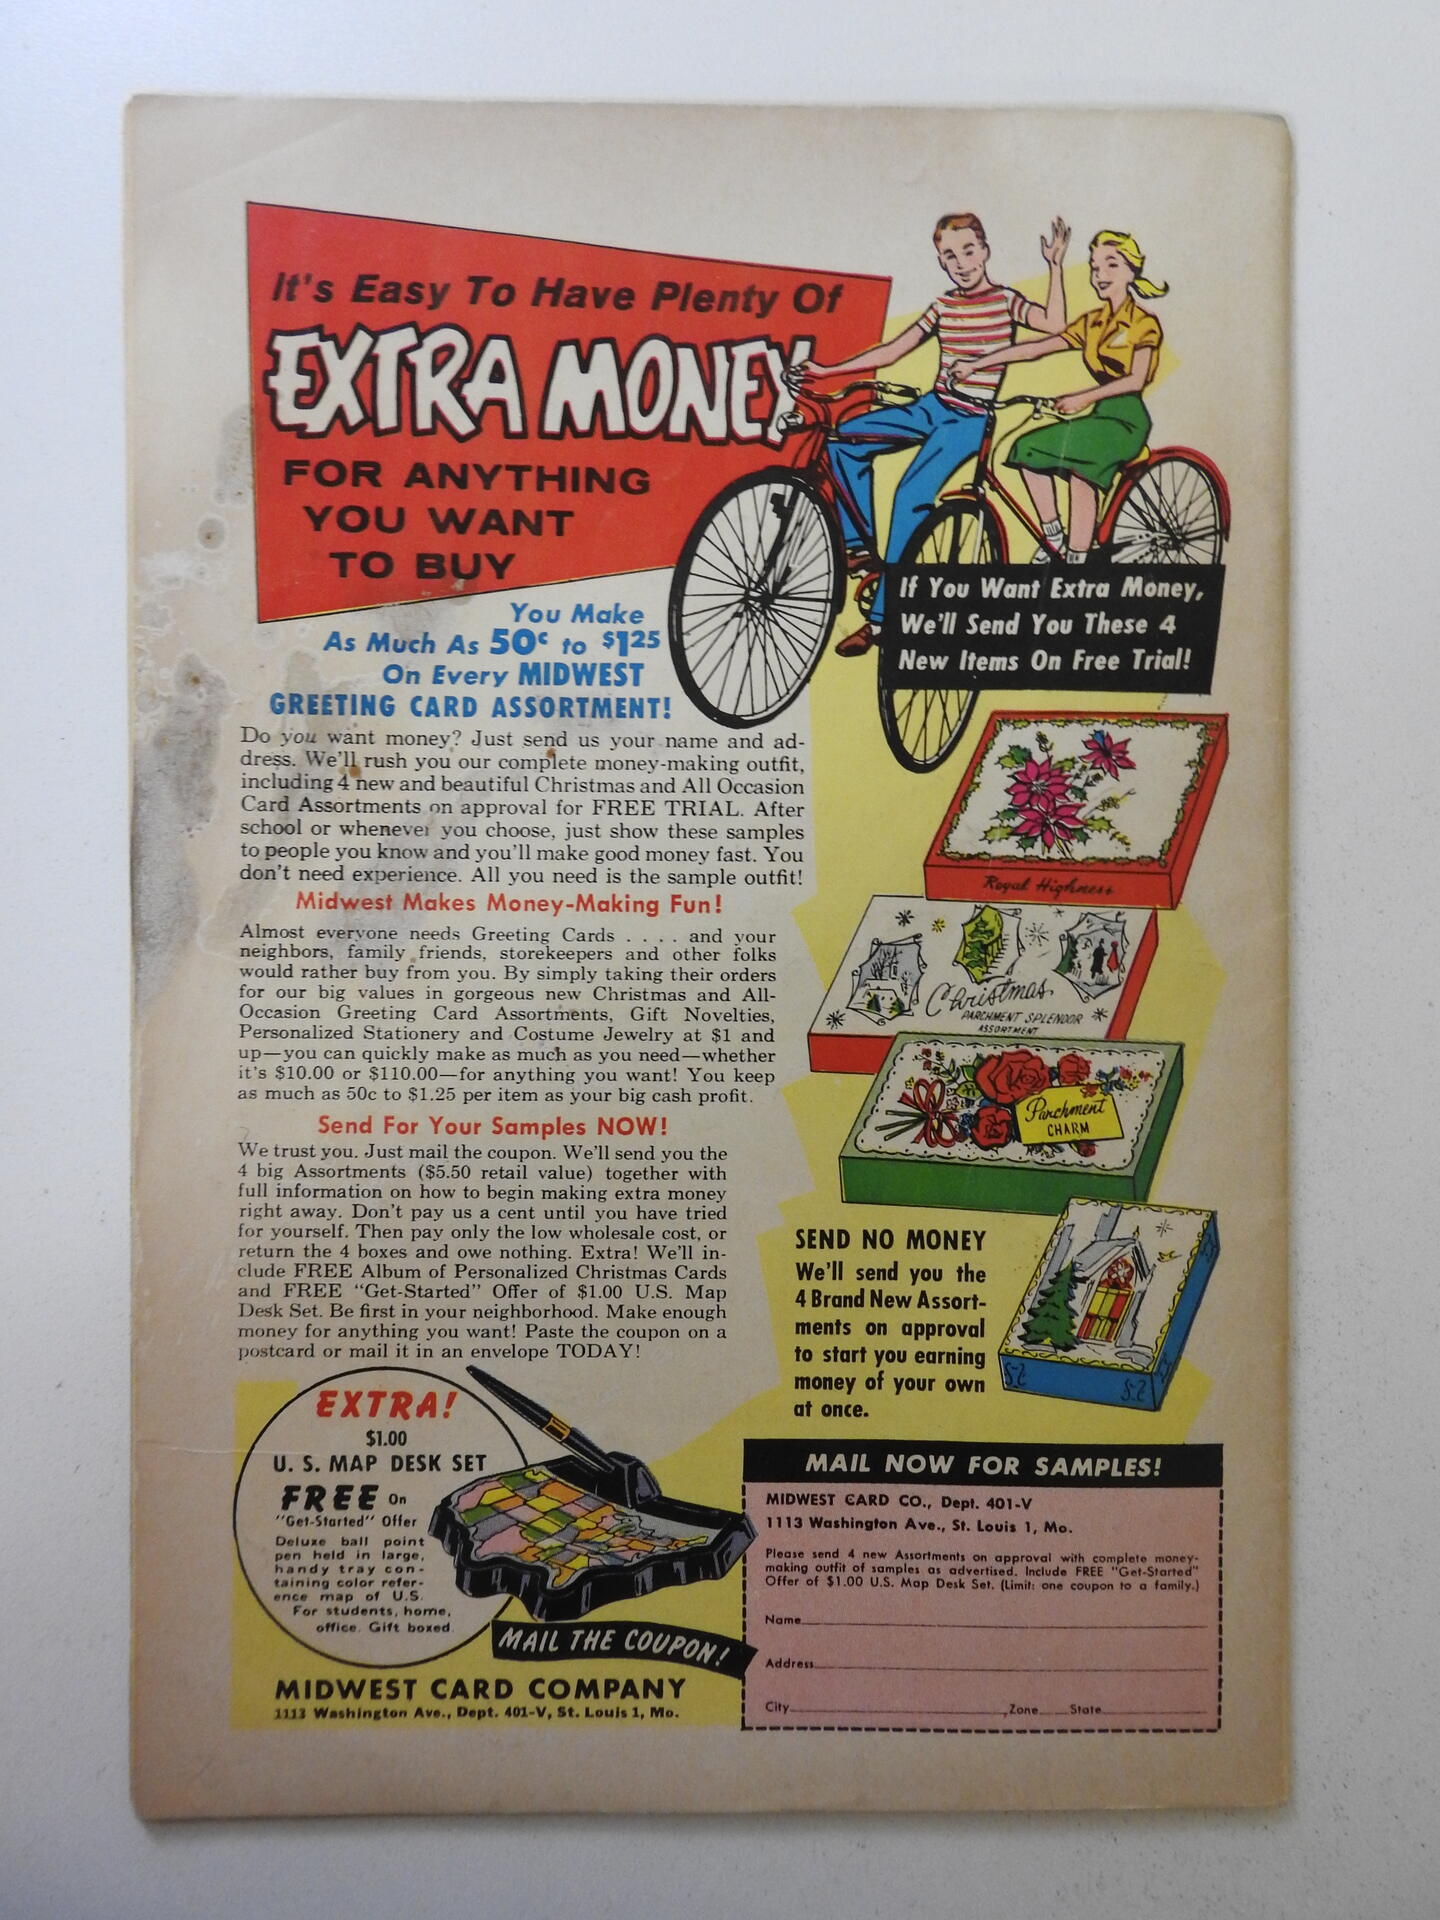 It's Easy To Have Plenty Of
EXTRA MONEY
FOR ANYTHING
YOU WANT
TO BUY
If You Want Extra Money,
We'll Send You These 4
New Items On Free Trial!
You Make
As Much As 50c to $1.25
On Every MIDWEST
GREETING CARD ASSORTMENT!
Do you want money? Just send us your name and ad-
dress. We'll rush you our complete money-making outfit,
including 4 new and beautiful Christmas and All Occasion
Card Assortments on approval for FREE TRIAL. After
school or whenever you choose, just show these samples
to people you know and you'll make good money fast. You
don't need experience. All you need is the sample outfit!
Midwest Makes Money-Making Fun!
Almost everyone needs Greeting Cards . . . . and your
neighbors, family friends, storekeepers and other folks
would rather buy from you. By simply taking their orders
for our big values in gorgeous new Christmas and All-
Occasion Greeting Card Assortments, Gift Novelties,
Personalized Stationery and Costume Jewelry at $1 and
up—you can quickly make as much as you need—whether
it's $10.00 or $110.00—for anything you want! You keep
as much as 50c to $1.25 per item as your big cash profit.
Send For Your Samples NOW!
We trust you. Just mail the coupon. We'll send you the
4 big Assortments ($5.50 retail value) together with
full information on how to begin making extra money
right away. Don't pay us a cent until you have tried
for yourself. Then pay only the low wholesale cost, or
return the 4 boxes and owe nothing. Extra! We'll in-
clude FREE Album of Personalized Christmas Cards
and FREE "Get-Started" Offer of $1.00 U.S. Map
Desk Set. Be first in your neighborhood. Make enough
money for anything you want! Paste the coupon on a
postcard or mail it in an envelope TODAY!
Royal Highness
Christmas
PARCHMENT SPLENDOR
ASSORTMENT
Parchment
CHARM
SEND NO MONEY
We'll send you the
4 Brand New Assort-
ments on approval
to start you earning
money of your own
at once.
EXTRA!
$1.00
U. S. MAP DESK SET
FREE On
"Get-Started" Offer
Deluxe ball point
pen held in large,
handy tray con-
taining color refer-
ence map of U.S.
For students, home,
office. Gift boxed.
MAIL THE COUPON!
MIDWEST CARD COMPANY
1113 Washington Ave., Dept. 401-V, St. Louis 1, Mo.
MAIL NOW FOR SAMPLES!
MIDWEST CARD CO., Dept. 401-V
1113 Washington Ave., St. Louis 1, Mo.
Please send 4 new Assortments on approval with complete money-
making outfit of samples as advertised. Include FREE "Get-Started"
Offer of $1.00 U.S. Map Desk Set. (Limit: one coupon to a family.)
Name
Address
City ,Zone State